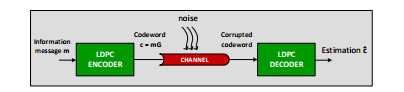 noise
Information
message m
LDPC
ENCODER
Codeword
c = mG
CHANNEL
Corrupted
codeword
LDPC
DECODER
Estimation ĉ